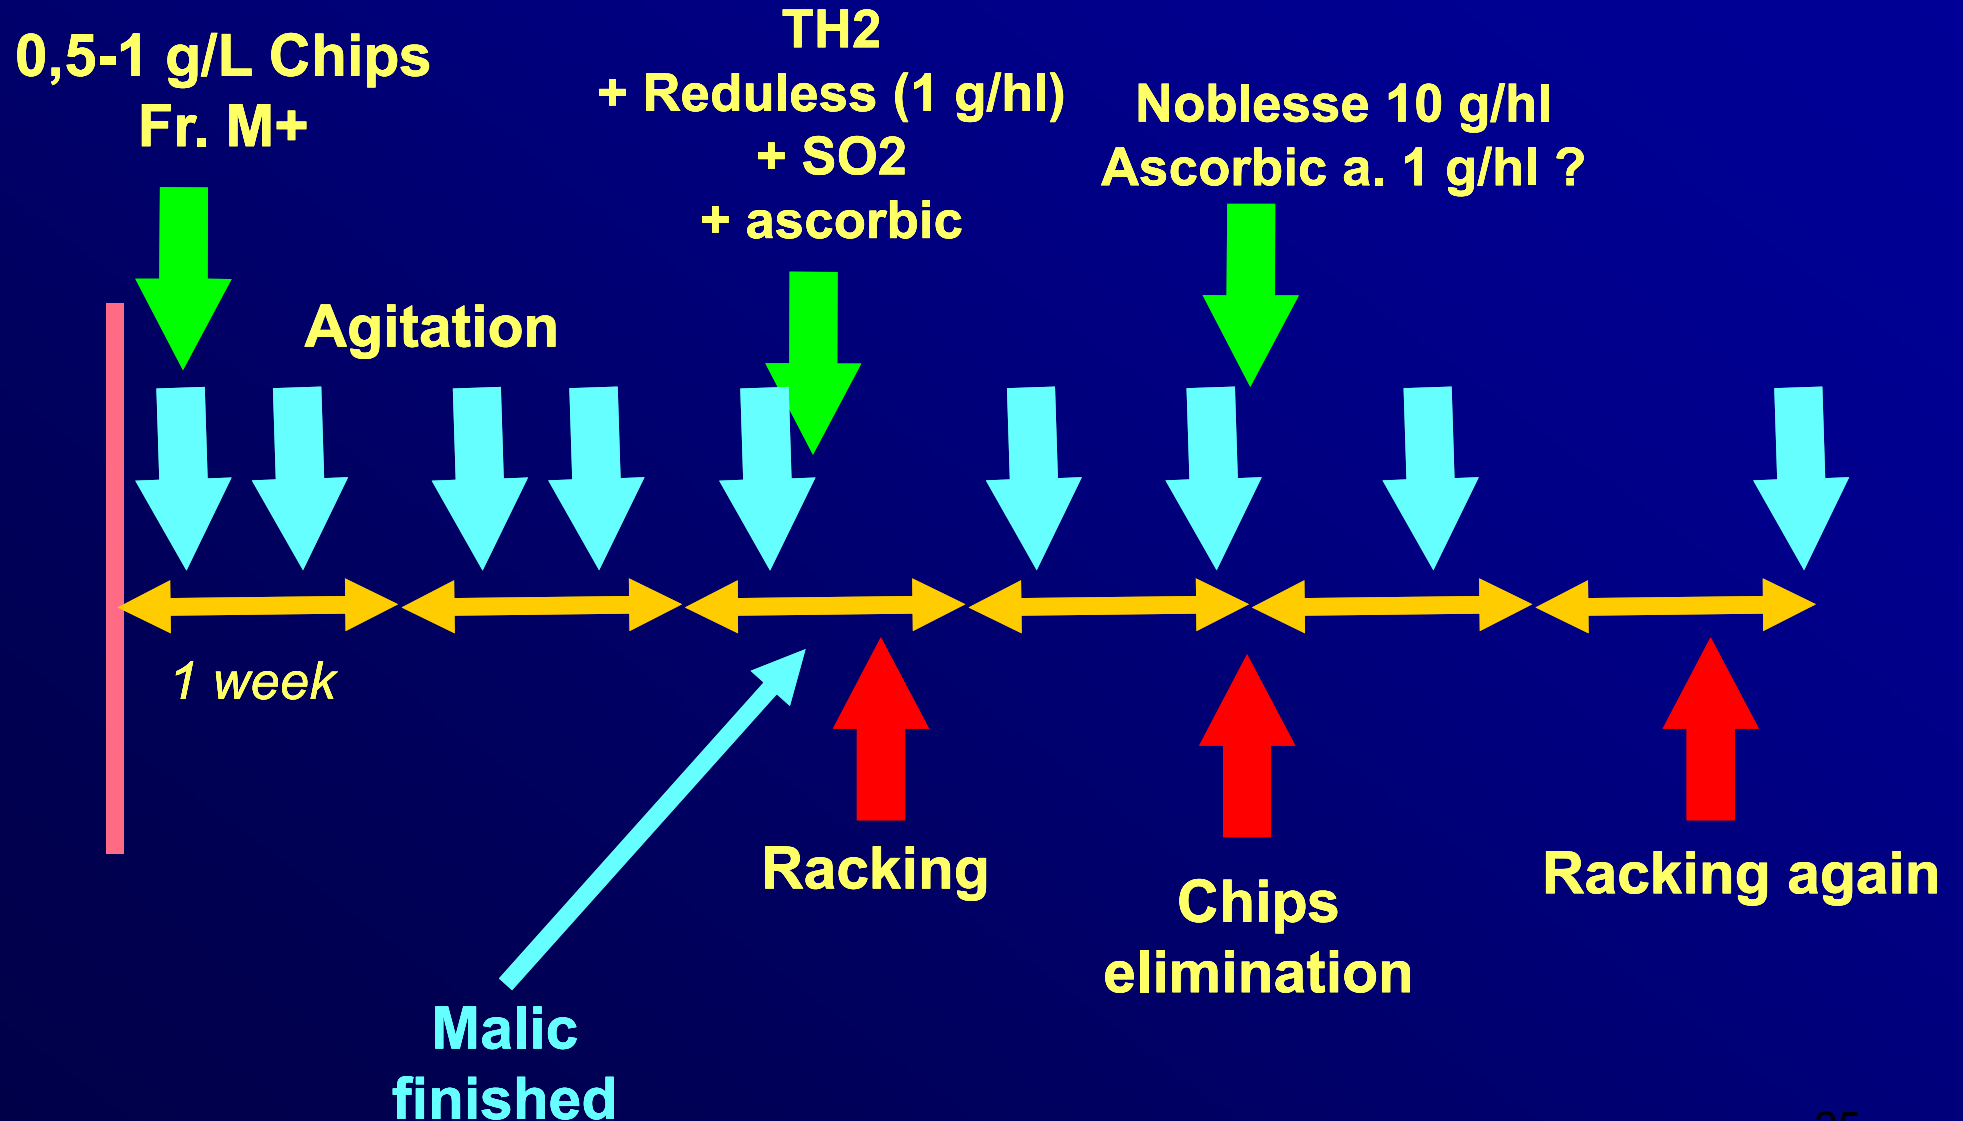 0,5-1 g/L Chips
Fr. M+
TH2
+ Reduless (1 g/hl)
+ SO2
+ ascorbic
Noblesse 10 g/hl
Ascorbic a. 1 g/hl ?
Agitation
1 week
Racking
Chips
elimination
Racking again
Malic
finished